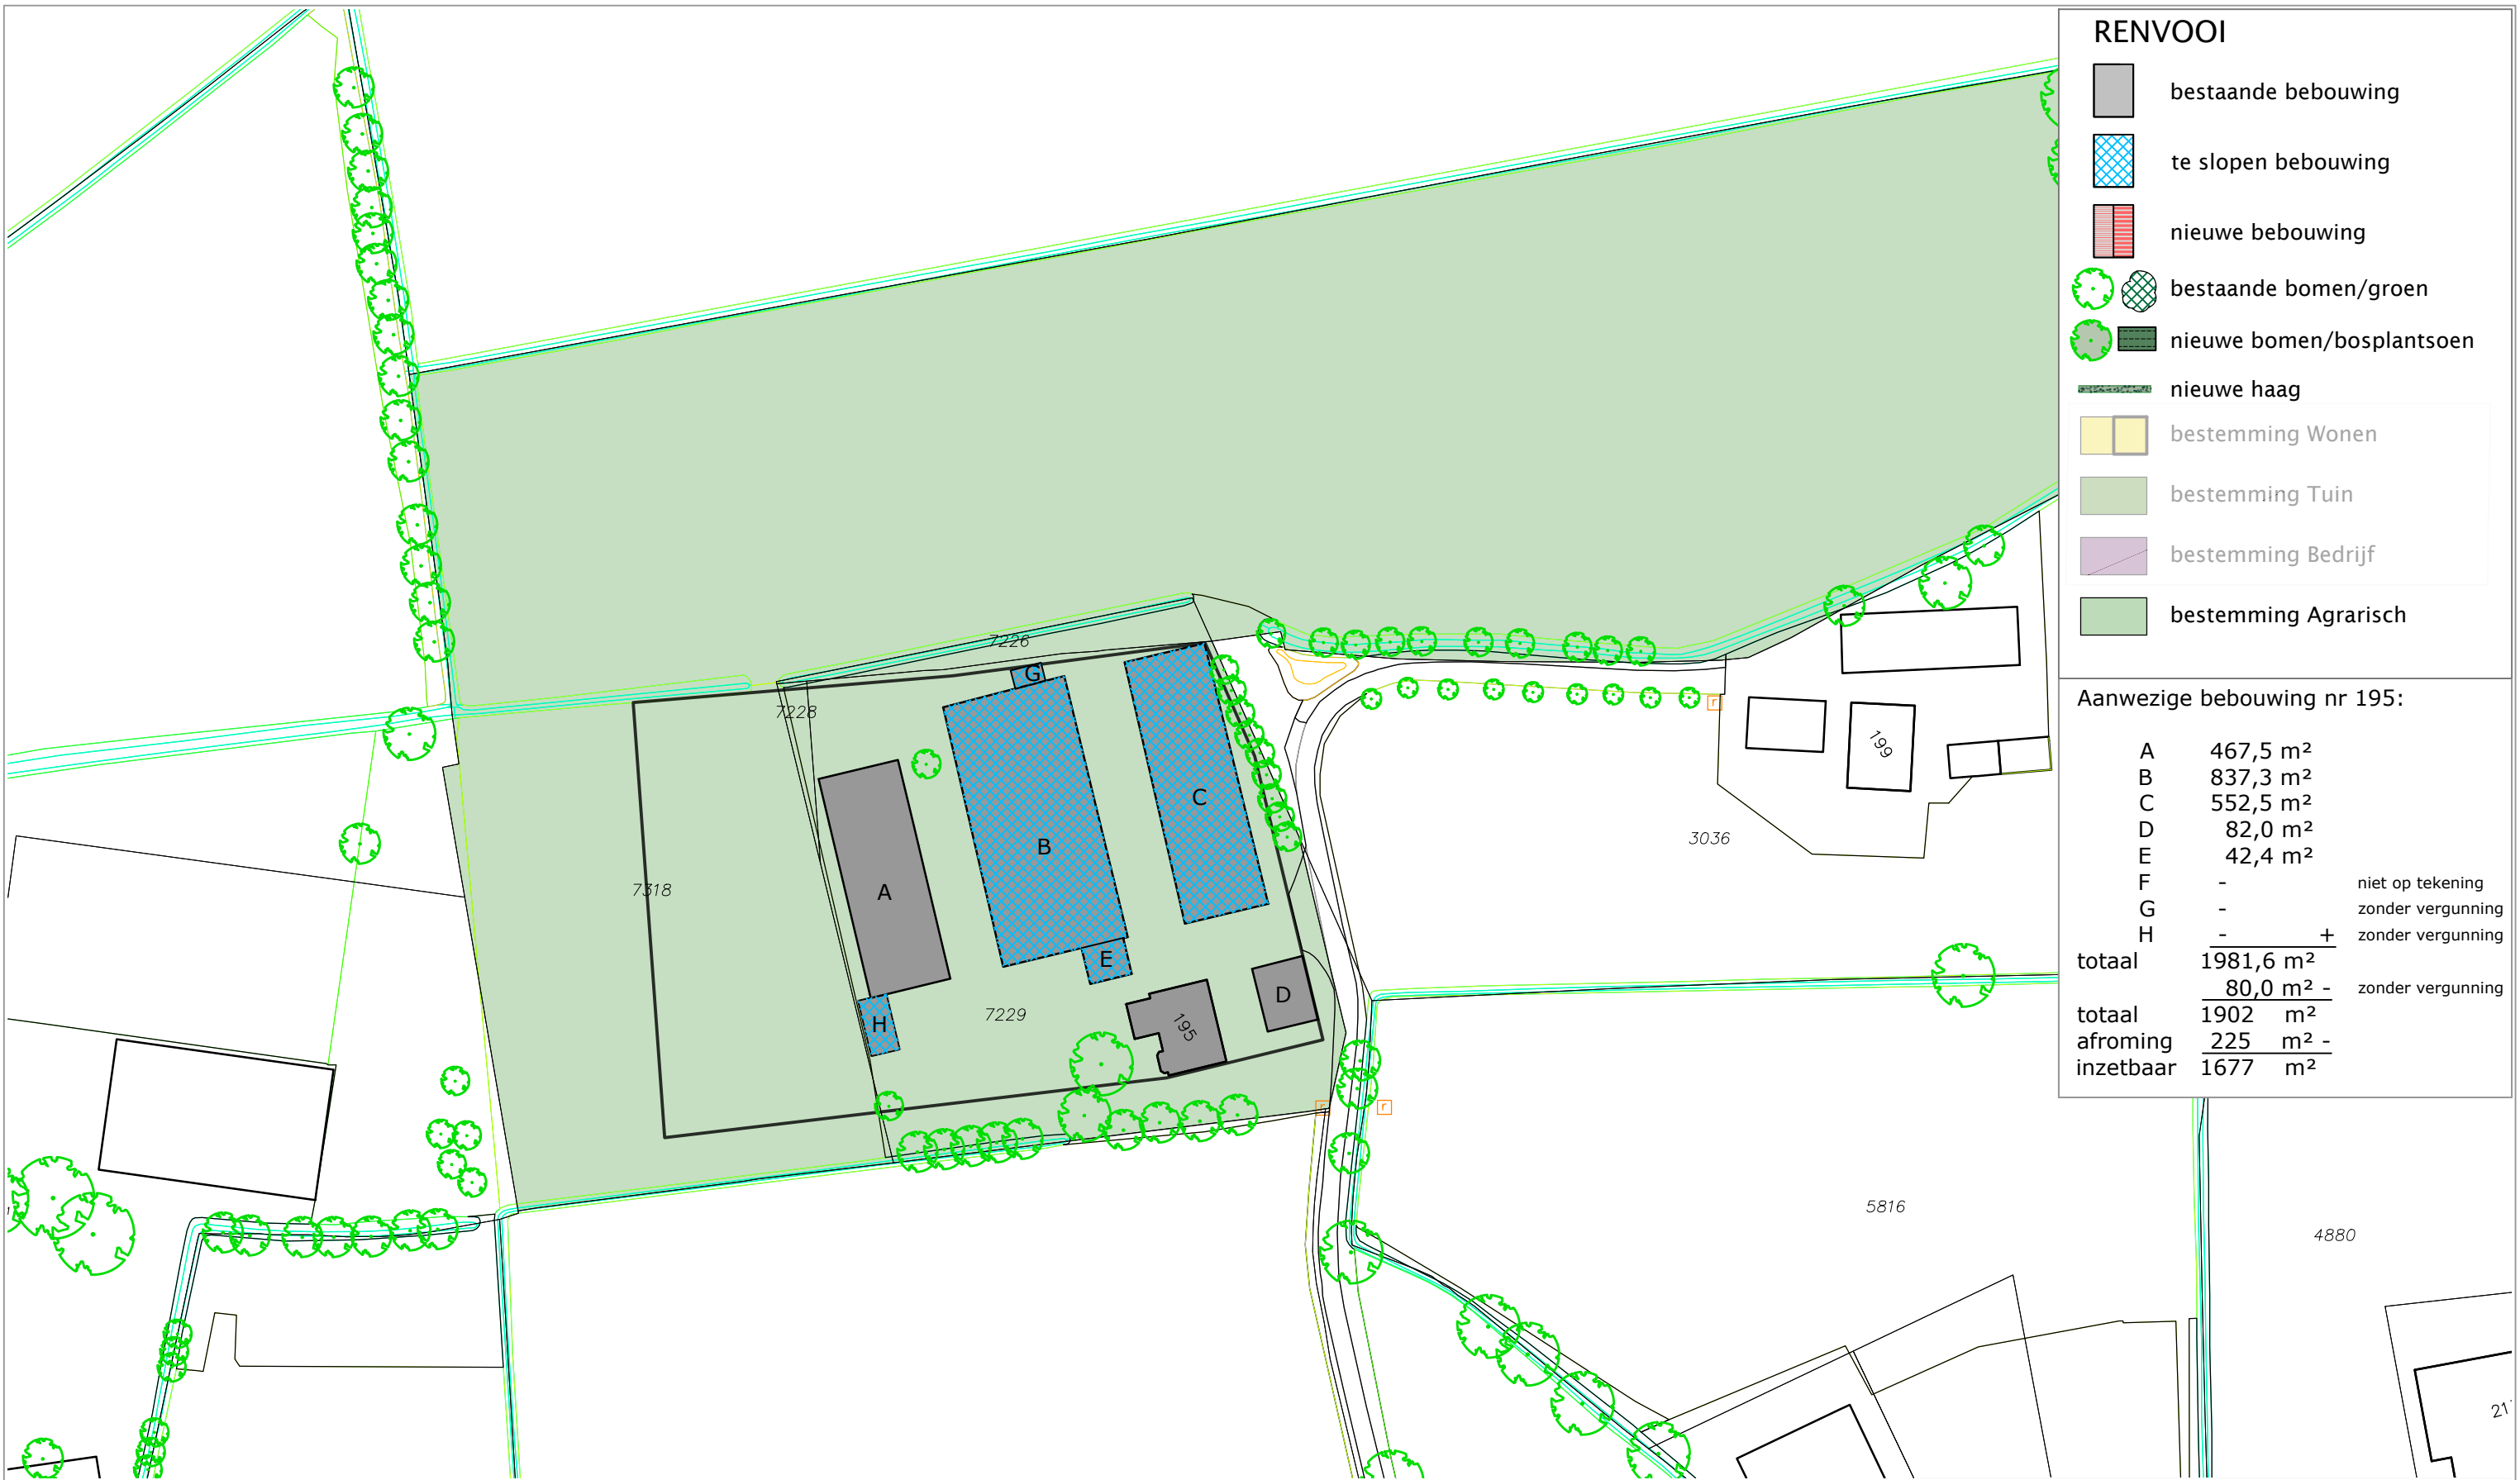 RENVOOI
bestaande bebouwing
te slopen bebouwing
nieuwe bebouwing
bestaande bomen/groen
nieuwe bomen/bosplantsoen
nieuwe haag
bestemming Wonen
bestemming Tuin
bestemming Bedrijf
bestemming Agrarisch
Aanwezige bebouwing nr 195:
A 467,5 m²
B 837,3 m²
C 552,5 m²
D 82,0 m²
E 42,4 m²
F - niet op tekening
G - zonder vergunning
H - + zonder vergunning
totaal 1981,6 m²
80,0 m² - zonder vergunning
totaal 1902 m²
afroming 225 m² -
inzetbaar 1677 m²
7226
G
7228
r
199
C
3036
B
7318
A
E
D
7229
H
195
r
r
5816
4880